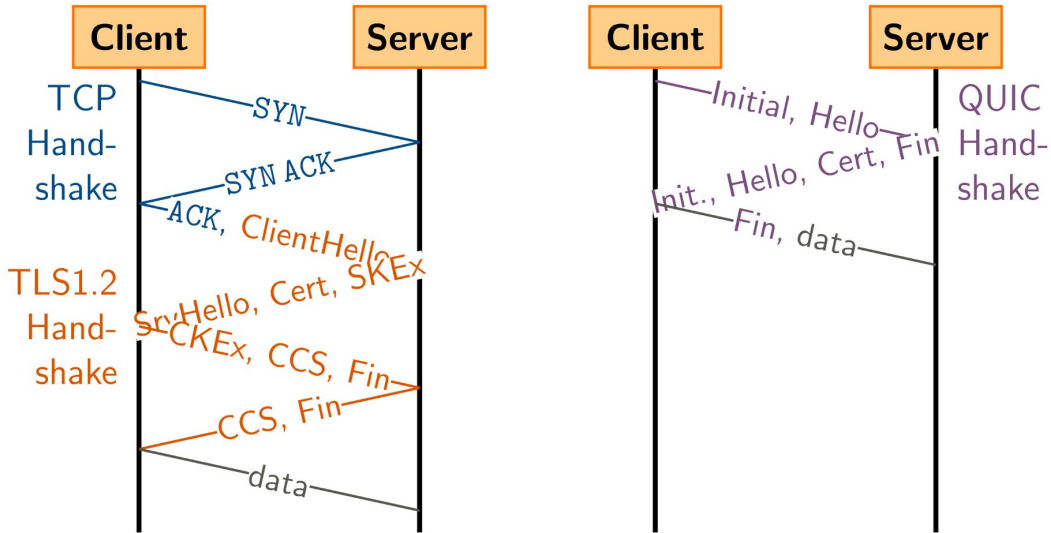 Client
Server
TCP
Hand-
shake
SYN
SYN ACK
ACK, ClientHello
TLS1.2
Hand-
shake
SrvHello, Cert, SKEx
CKEx, CCS, Fin
CCS, Fin
data
Client
Server
Initial, Hello
QUIC
Hand-
shake
Init., Hello, Cert, Fin
Fin, data